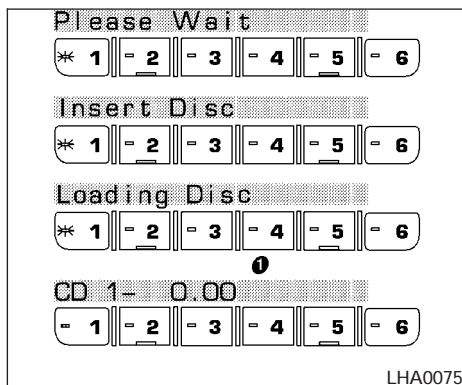 Please Wait
1 - 2 - 3 - 4 - 5 - 6
Insert Disc
1 - 2 - 3 - 4 - 5 - 6
Loading Disc
1 - 2 - 3 - 4 - 5 - 6
1
CD 1- 0.00
- 1 - 2 - 3 - 4 - 5 - 6
LHA0075